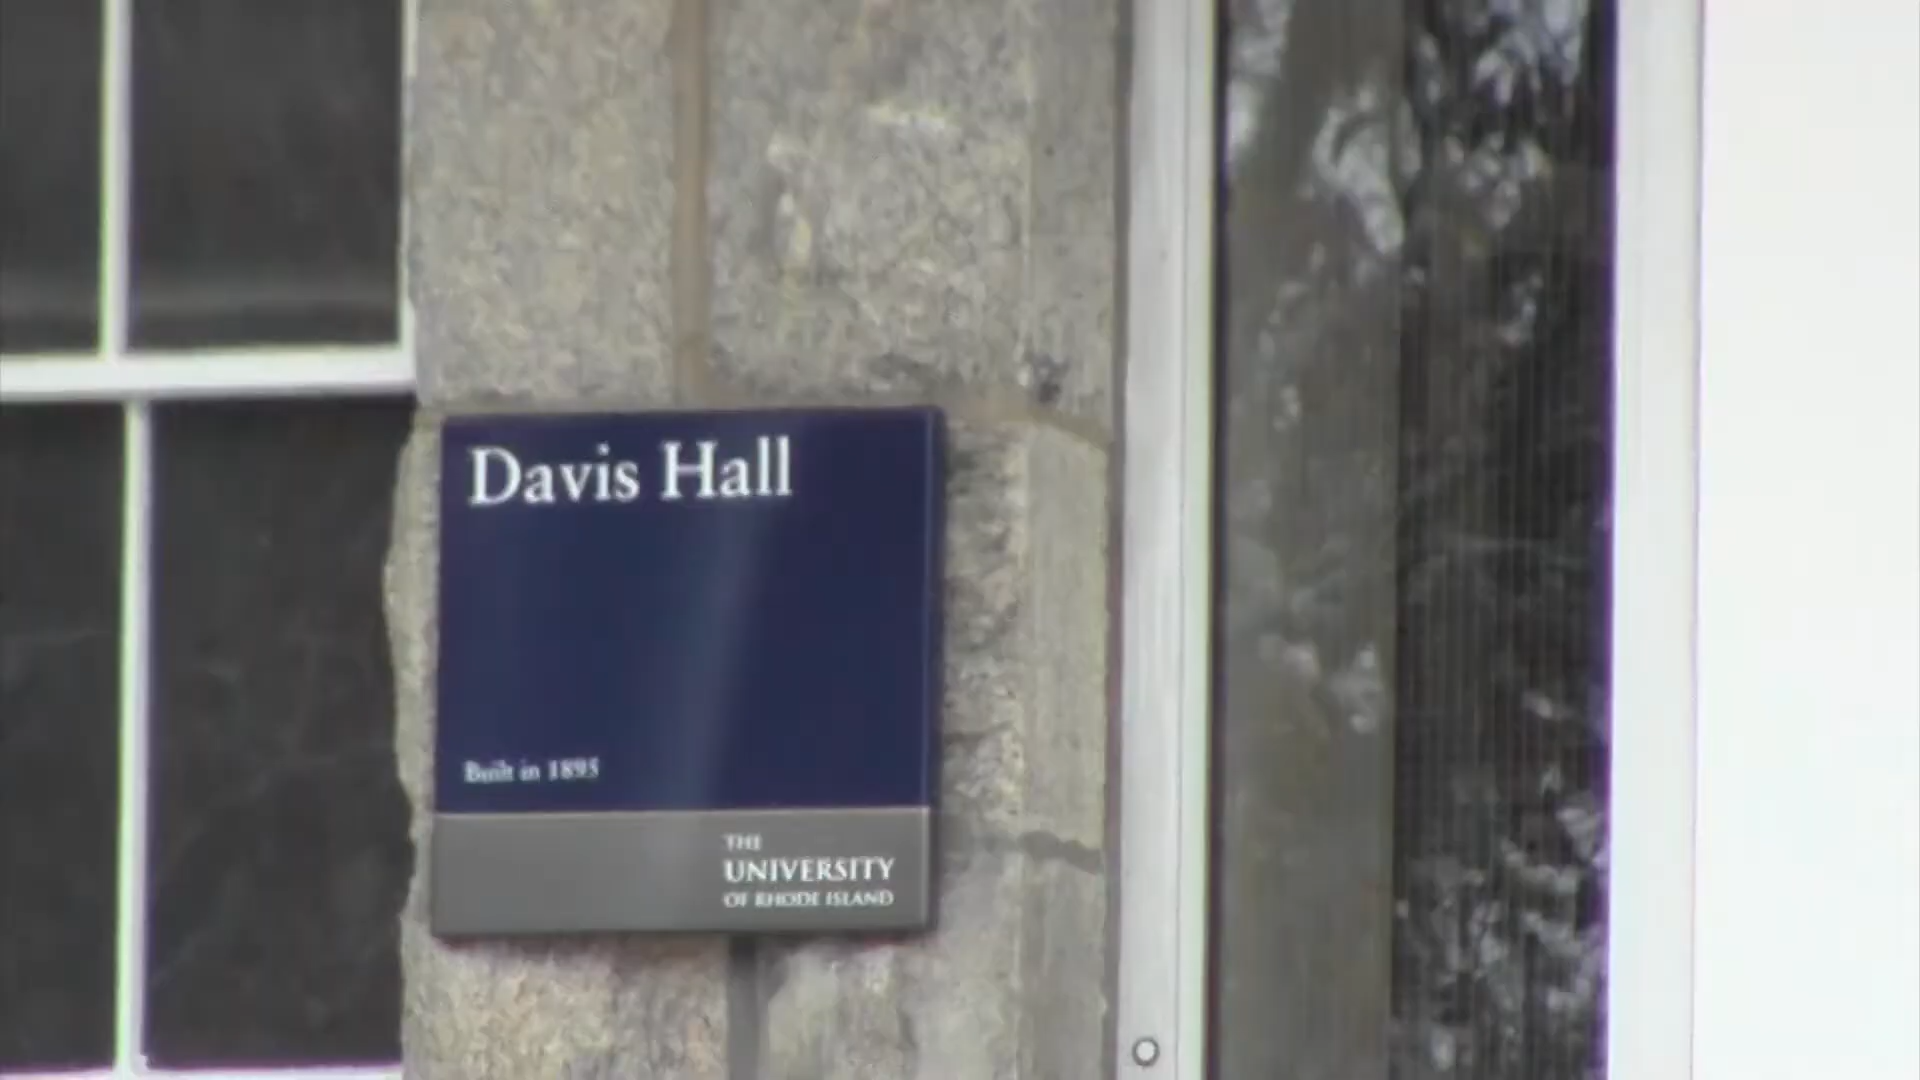 Davis Hall
Built in 1895
THE
UNIVERSITY
OF RHODE ISLAND